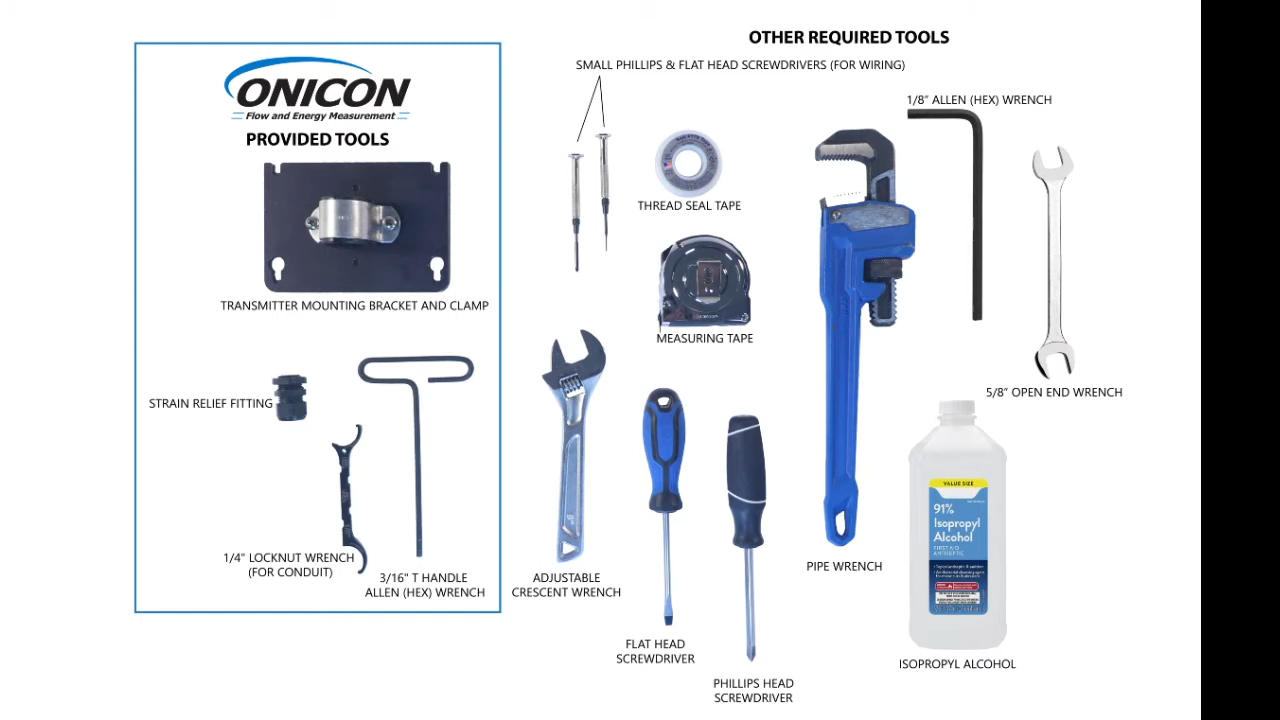 ONICON
Flow and Energy Measurement
PROVIDED TOOLS
TRANSMITTER MOUNTING BRACKET AND CLAMP
STRAIN RELIEF FITTING
1/4" LOCKNUT WRENCH
(FOR CONDUIT)
3/16" T HANDLE
ALLEN (HEX) WRENCH
OTHER REQUIRED TOOLS
SMALL PHILLIPS & FLAT HEAD SCREWDRIVERS (FOR WIRING)
1/8” ALLEN (HEX) WRENCH
THREAD SEAL TAPE
MEASURING TAPE
5/8” OPEN END WRENCH
ADJUSTABLE
CRESCENT WRENCH
PIPE WRENCH
FLAT HEAD
SCREWDRIVER
PHILLIPS HEAD
SCREWDRIVER
VALUE SIZE
91%
Isopropyl
Alcohol
FIRST AID
ANTISEPTIC
ISOPROPYL ALCOHOL